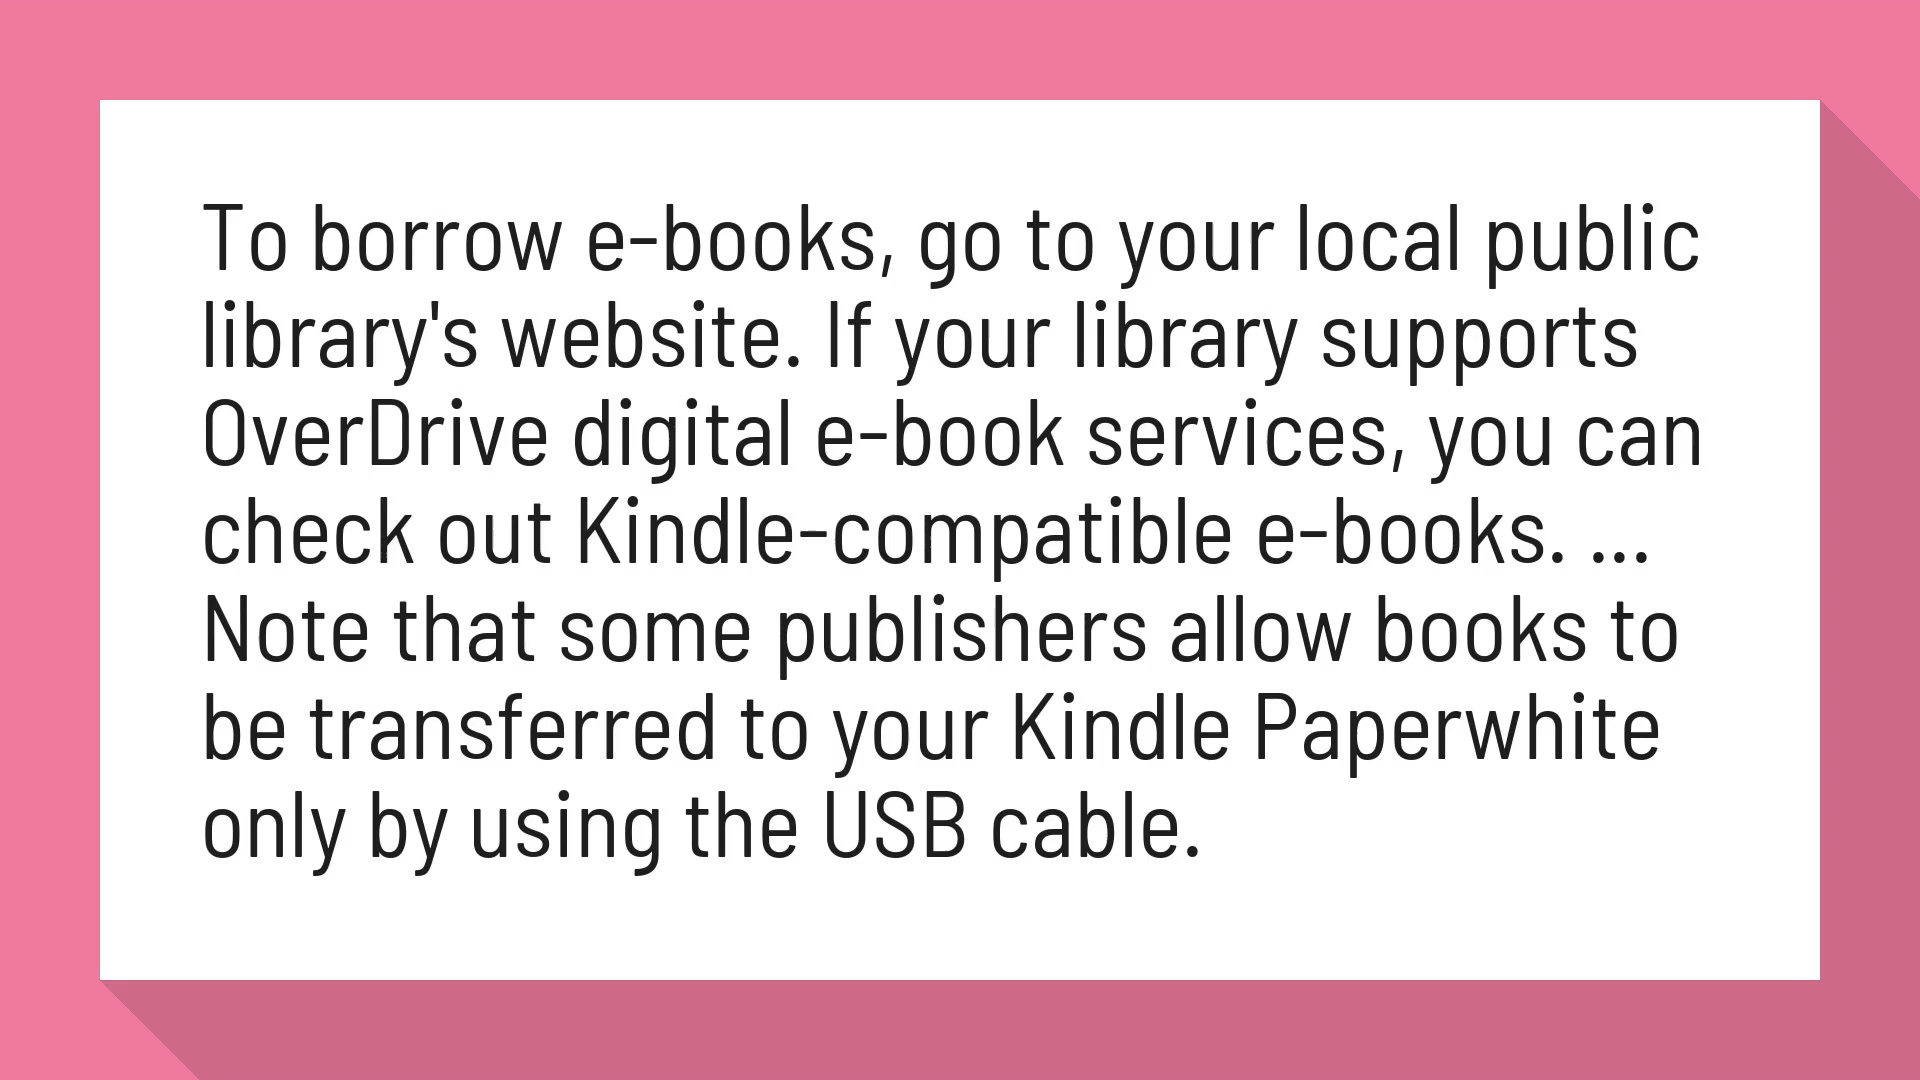 To borrow e-books, go to your local public
library's website. If your library supports
OverDrive digital e-book services, you can
check out Kindle-compatible e-books. ...
Note that some publishers allow books to
be transferred to your Kindle Paperwhite
only by using the USB cable.